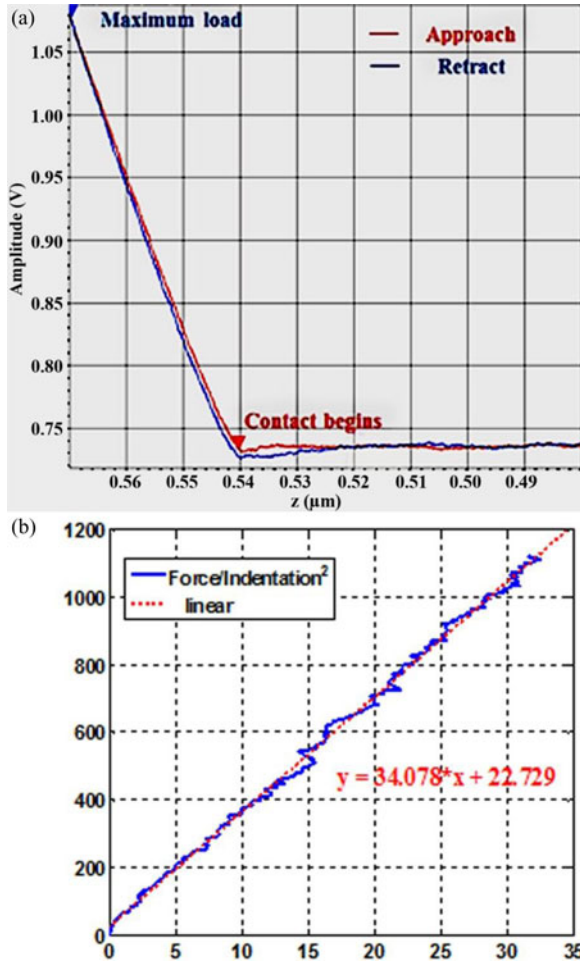 (a)
Maximum load
Approach
Retract
1.05
1.00
0.95
0.90
0.85
0.80
0.75
Amplitude (V)
Contact begins
0.56 0.55 0.54 0.53 0.52 0.51 0.50 0.49
z (µm)
(b)
1200
1000
800
600
400
200
0
Force/Indentation²
linear
y = 34.078*x + 22.729
0 5 10 15 20 25 30 35